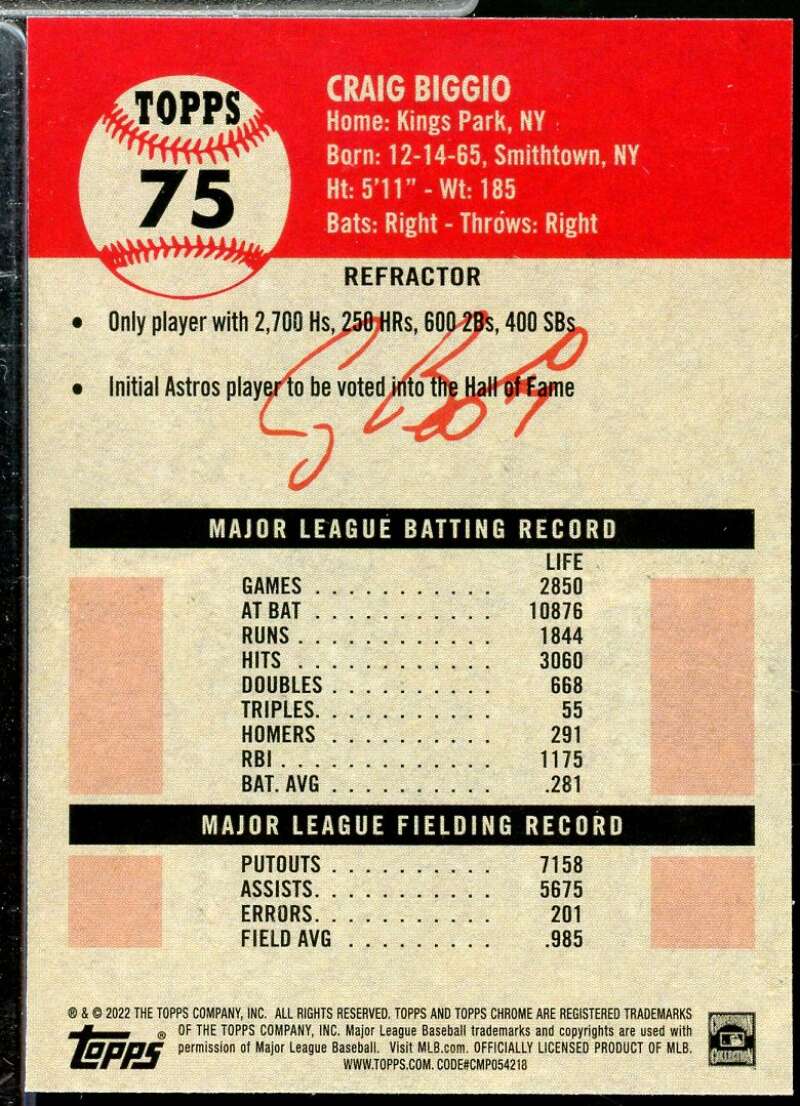 TOPPS
75
CRAIG BIGGIO
Home: Kings Park, NY
Born: 12-14-65, Smithtown, NY
Ht: 5'11" - Wt: 185
Bats: Right - Throws: Right
REFRACTOR
• Only player with 2,700 Hs, 250 HRs, 600 2Bs, 400 SBs
• Initial Astros player to be voted into the Hall of Fame
MAJOR LEAGUE BATTING RECORD
LIFE
GAMES . . . . . . . . . . . 2850
AT BAT . . . . . . . . . . . 10876
RUNS . . . . . . . . . . . . 1844
HITS . . . . . . . . . . . . 3060
DOUBLES . . . . . . . . . . 668
TRIPLES. . . . . . . . . . . 55
HOMERS . . . . . . . . . . 291
RBI . . . . . . . . . . . . . 1175
BAT. AVG . . . . . . . . . . .281
MAJOR LEAGUE FIELDING RECORD
PUTOUTS . . . . . . . . . . 7158
ASSISTS. . . . . . . . . . . 5675
ERRORS. . . . . . . . . . . 201
FIELD AVG . . . . . . . . . .985
® & © 2022 THE TOPPS COMPANY, INC. ALL RIGHTS RESERVED. TOPPS AND TOPPS CHROME ARE REGISTERED TRADEMARKS
OF THE TOPPS COMPANY, INC. Major League Baseball trademarks and copyrights are used with
permission of Major League Baseball. Visit MLB.com. OFFICIALLY LICENSED PRODUCT OF MLB.
WWW.TOPPS.COM. CODE#CMP054218
Topps®
COOPERSTOWN
COLLECTION